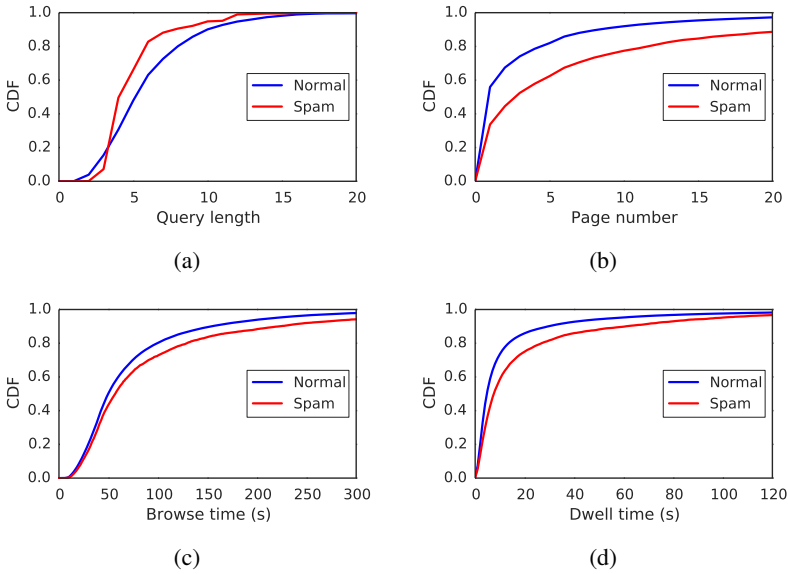 1.0
0.8
0.6
0.4
0.2
0.0
CDF
0 5 10 15 20
Query length
Normal
Spam
(a)
1.0
0.8
0.6
0.4
0.2
0.0
CDF
0 5 10 15 20
Page number
Normal
Spam
(b)
1.0
0.8
0.6
0.4
0.2
0.0
CDF
0 50 100 150 200 250 300
Browse time (s)
Normal
Spam
(c)
1.0
0.8
0.6
0.4
0.2
0.0
CDF
0 20 40 60 80 100 120
Dwell time (s)
Normal
Spam
(d)